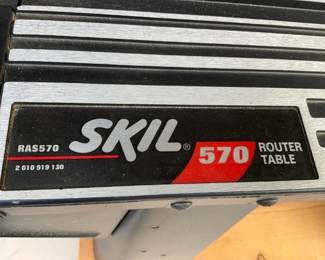 RAS570
2 610 919 130
SKIL®
570
ROUTER
TABLE